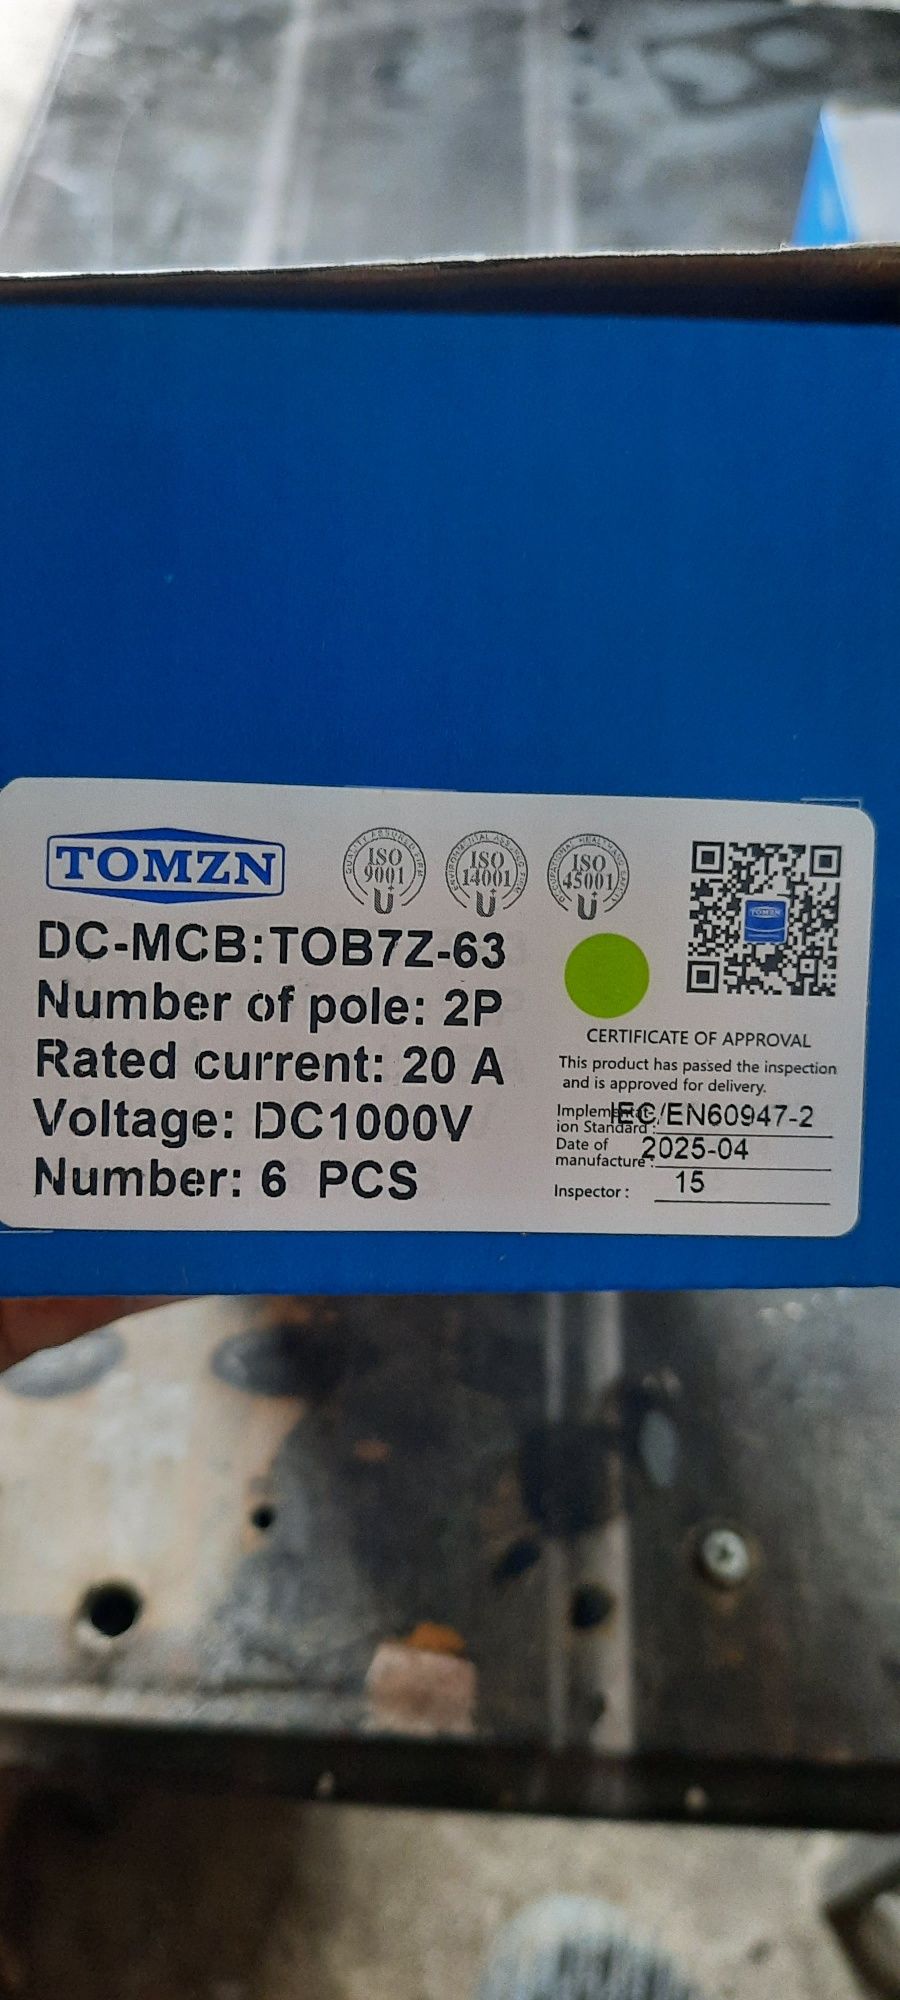 TOMZN
ISO
9001
ISO
14001
ISO
45001
TOMZN
DC-MCB:TOB7Z-63
Number of pole: 2P
Rated current: 20 A
Voltage: DC1000V
Number: 6 PCS
CERTIFICATE OF APPROVAL
This product has passed the inspection
and is approved for delivery.
Implementat-
ion Standard : IEC/EN60947-2
Date of
manufacture : 2025-04
Inspector : 15